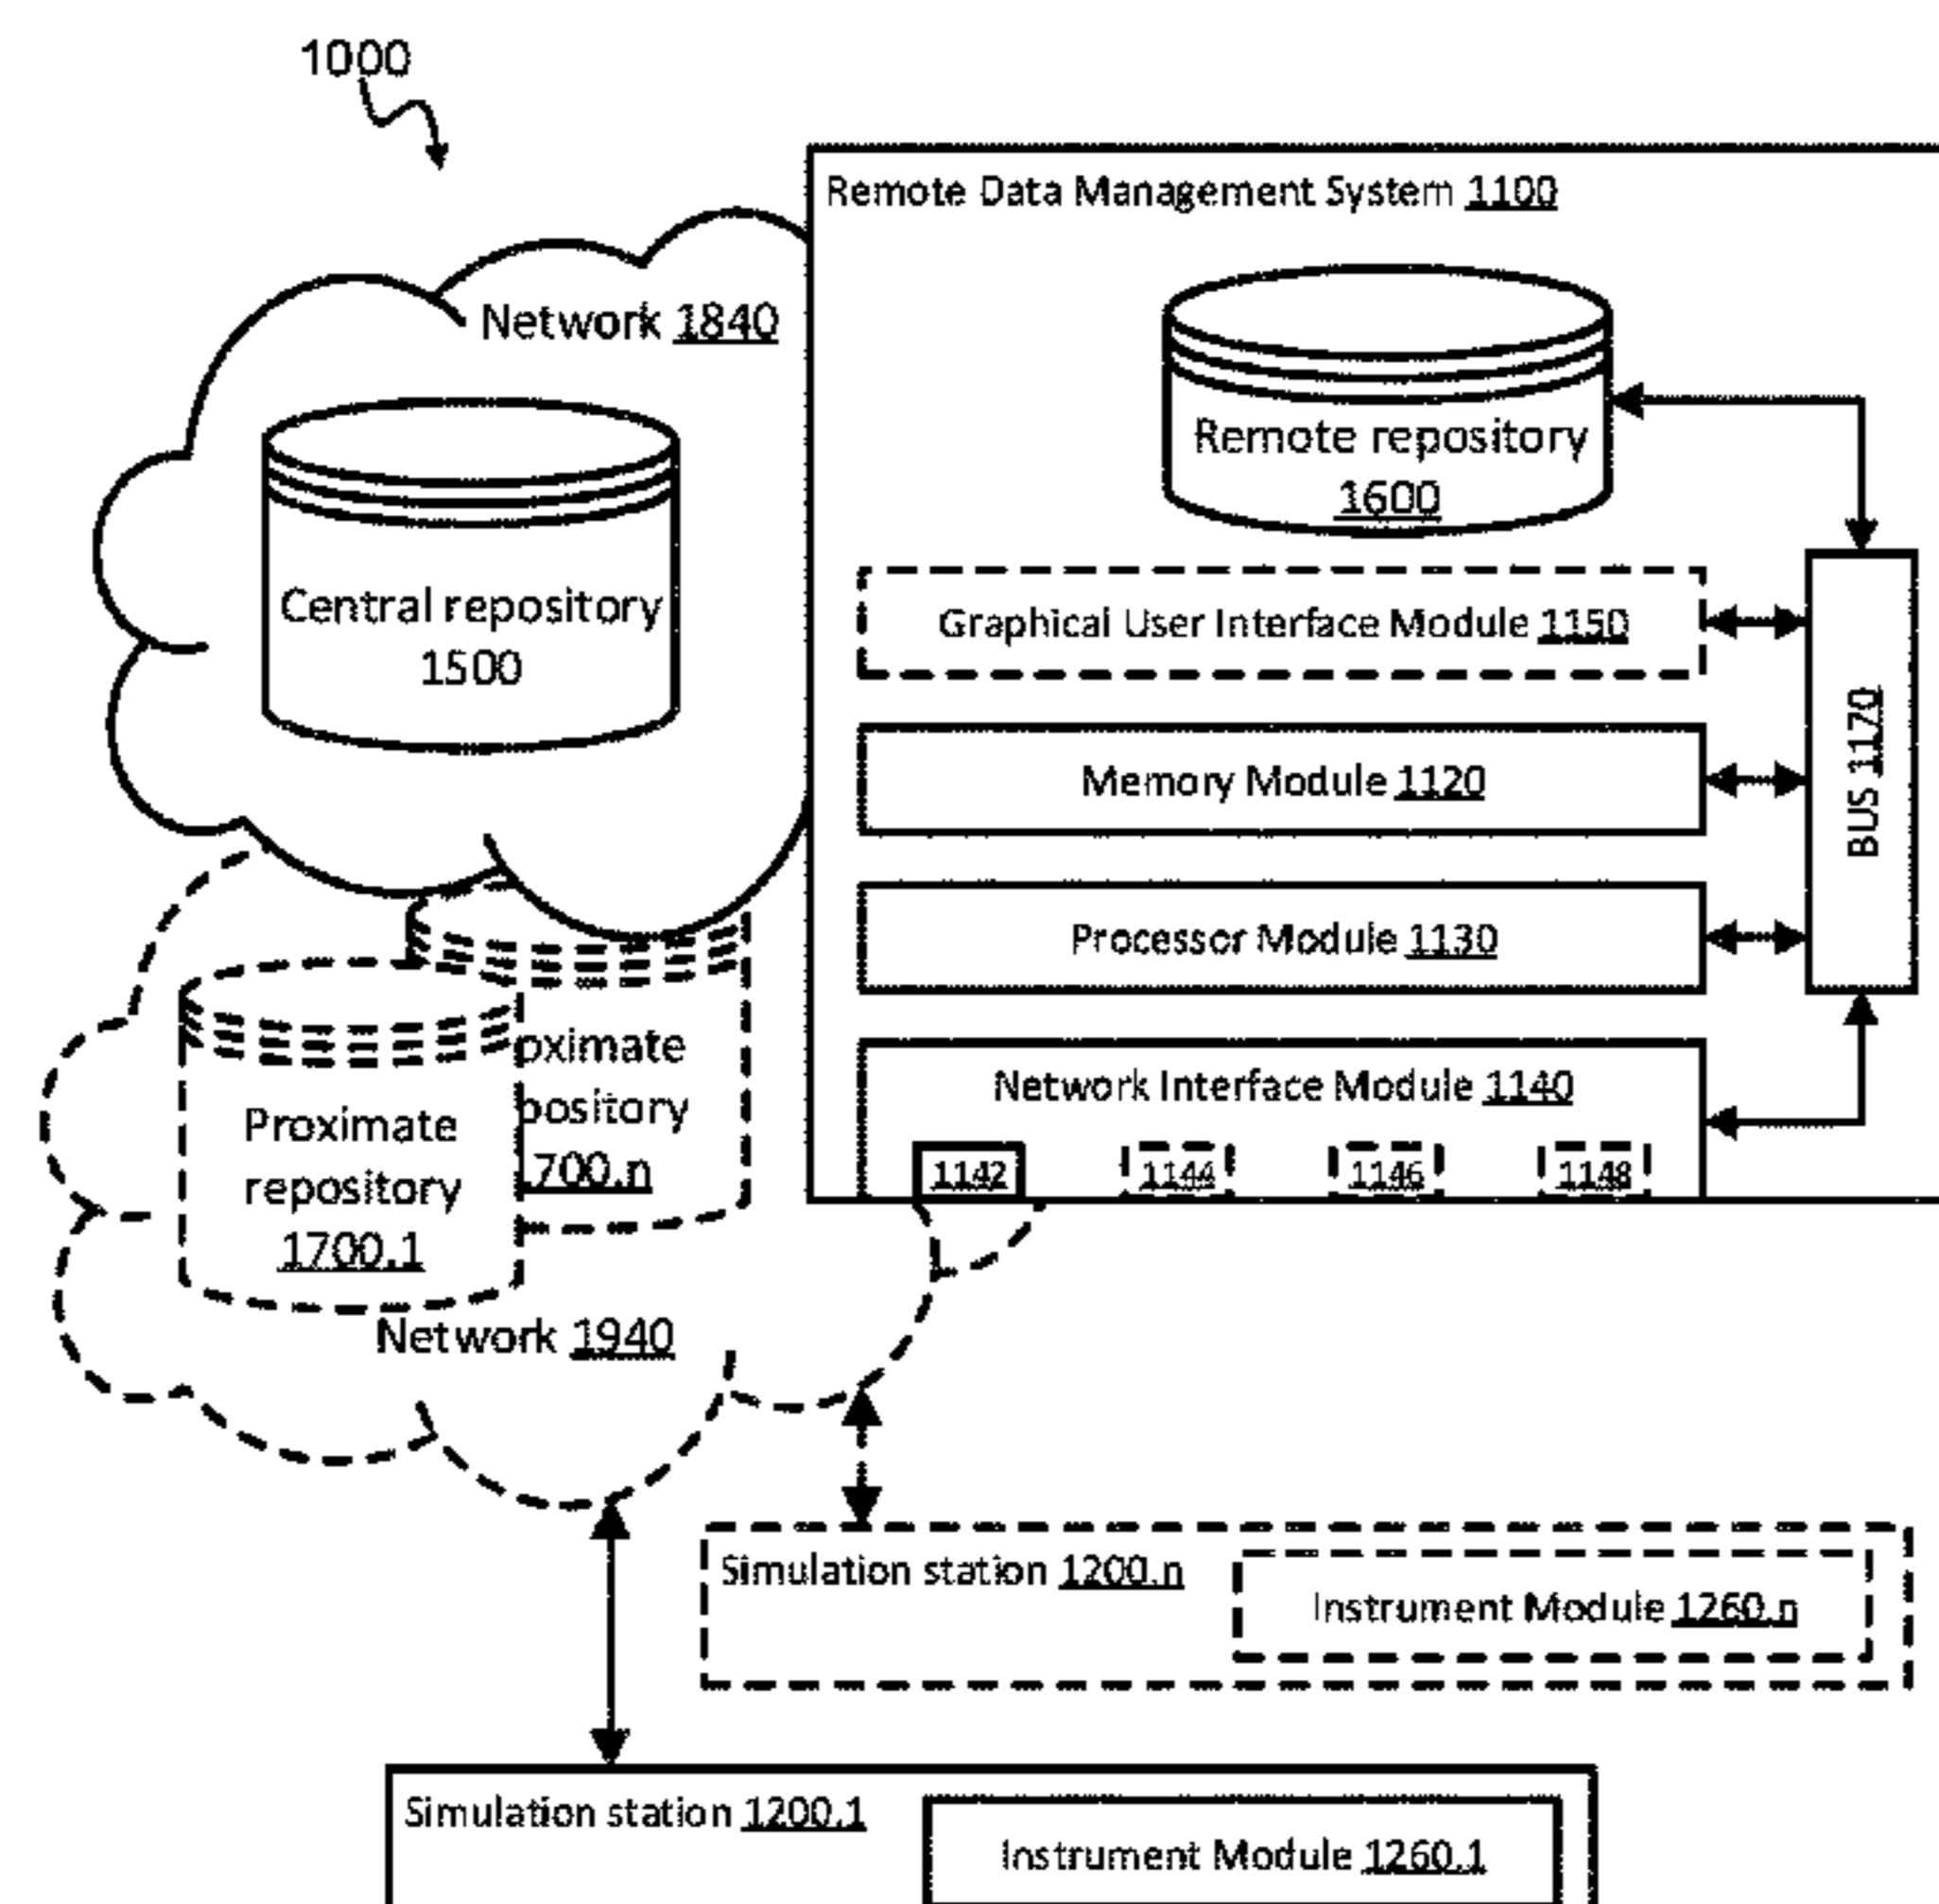 1000
Remote Data Management System 1100
Network 1840
Remote repository
1600
Central repository
1500
Graphical User Interface Module 1150
Memory Module 1120
BUS 1170
Processor Module 1130
Network Interface Module 1140
1142 1144 1146 1148
oximate
pository
700.n
Proximate
repository
1700.1
Network 1940
Simulation station 1200.n
Instrument Module 1260.n
Simulation station 1200.1
Instrument Module 1260.1